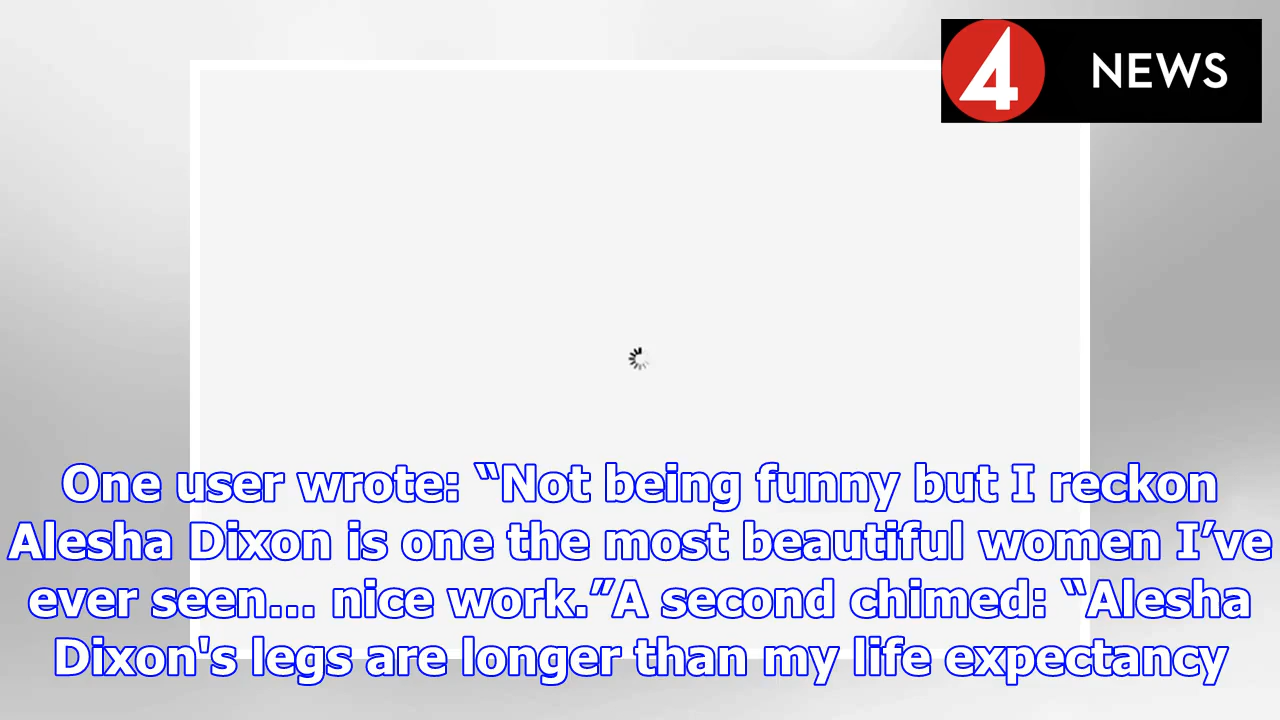 4 NEWS
One user wrote: “Not being funny but I reckon
Alesha Dixon is one the most beautiful women I’ve
ever seen... nice work.”A second chimed: “Alesha
Dixon's legs are longer than my life expectancy